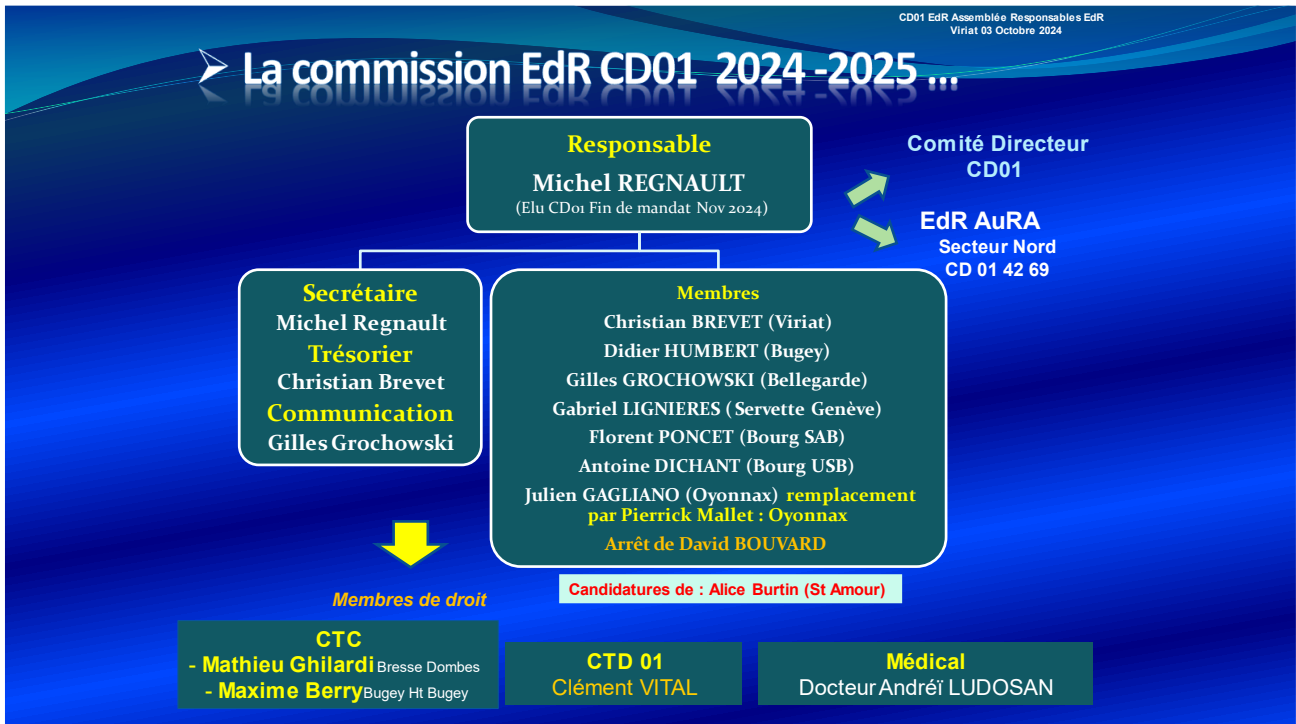 CD01 EdR Assemblée Responsables EdR
Viriat 03 Octobre 2024
➢ La commission EdR CD01 2024 -2025 ...
Responsable
Michel REGNAULT
(Elu CD01 Fin de mandat Nov 2024)
Comité Directeur
CD01
EdR AuRA
Secteur Nord
CD 01 42 69
Secrétaire
Michel Regnault
Trésorier
Christian Brevet
Communication
Gilles Grochowski
Membres
Christian BREVET (Viriat)
Didier HUMBERT (Bugey)
Gilles GROCHOWSKI (Bellegarde)
Gabriel LIGNIERES ( Servette Genève)
Florent PONCET (Bourg SAB)
Antoine DICHANT (Bourg USB)
Julien GAGLIANO (Oyonnax) remplacement
par Pierrick Mallet : Oyonnax
Arrêt de David BOUVARD
Candidatures de : Alice Burtin (St Amour)
Membres de droit
CTC
- Mathieu Ghilardi Bresse Dombes
- Maxime Berry Bugey Ht Bugey
CTD 01
Clément VITAL
Médical
Docteur Andréï LUDOSAN